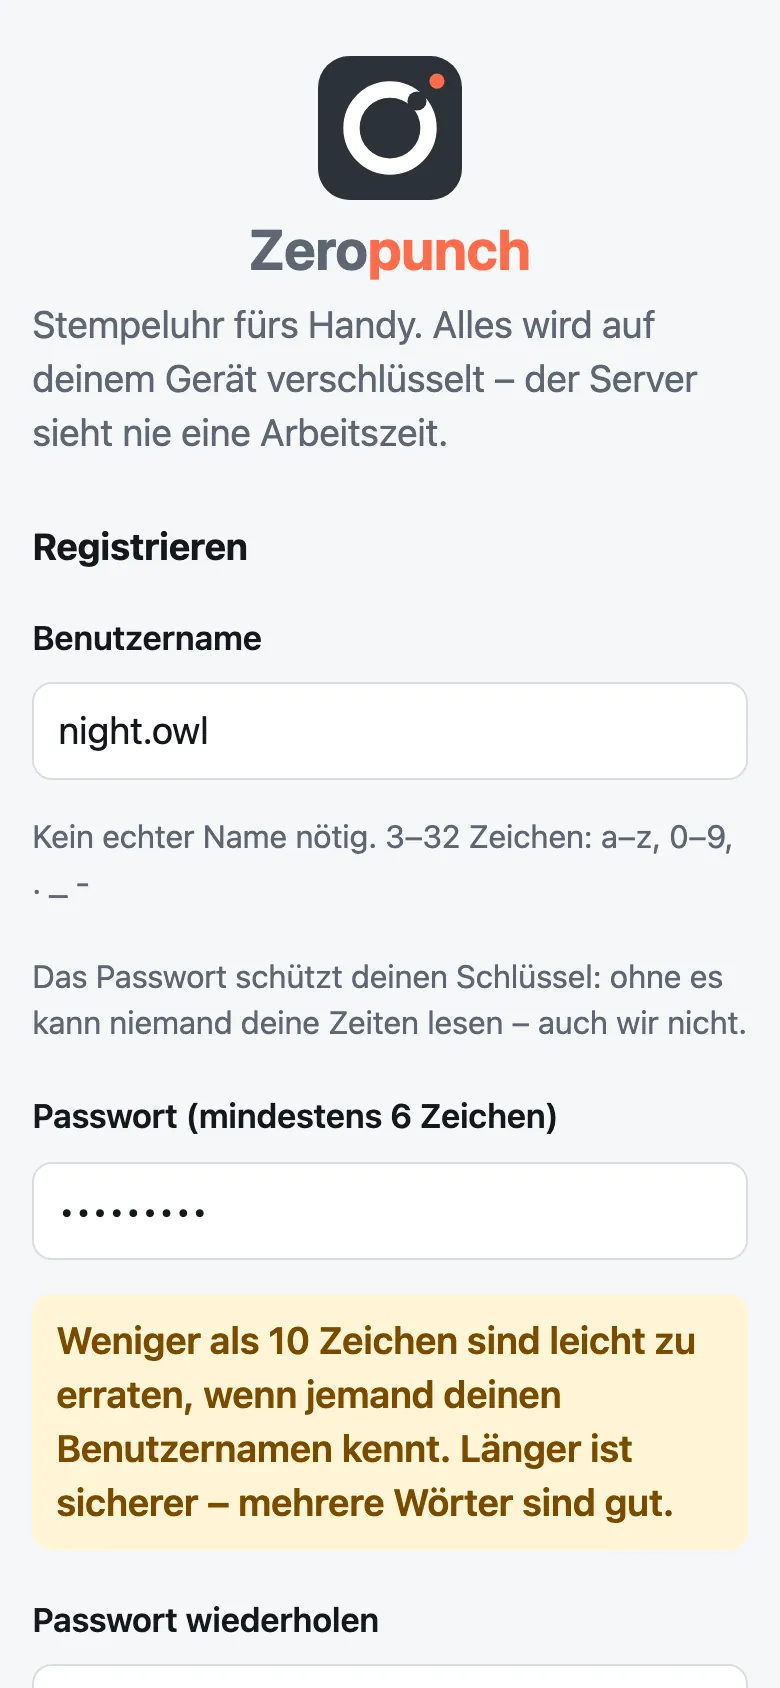 Zeropunch
Stempeluhr fürs Handy. Alles wird auf
deinem Gerät verschlüsselt – der Server
sieht nie eine Arbeitszeit.
Registrieren
Benutzername
night.owl
Kein echter Name nötig. 3–32 Zeichen: a–z, 0–9,
. _ -
Das Passwort schützt deinen Schlüssel: ohne es
kann niemand deine Zeiten lesen – auch wir nicht.
Passwort (mindestens 6 Zeichen)
•••••••••
Weniger als 10 Zeichen sind leicht zu
erraten, wenn jemand deinen
Benutzernamen kennt. Länger ist
sicherer – mehrere Wörter sind gut.
Passwort wiederholen